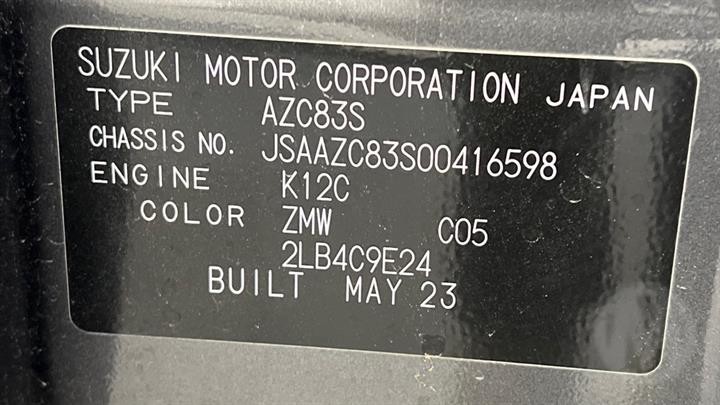 SUZUKI MOTOR CORPORATION JAPAN
TYPE AZC83S
CHASSIS NO. JSAAZC83S00416598
ENGINE K12C
COLOR ZMW C05
2LB4C9E24
BUILT MAY 23